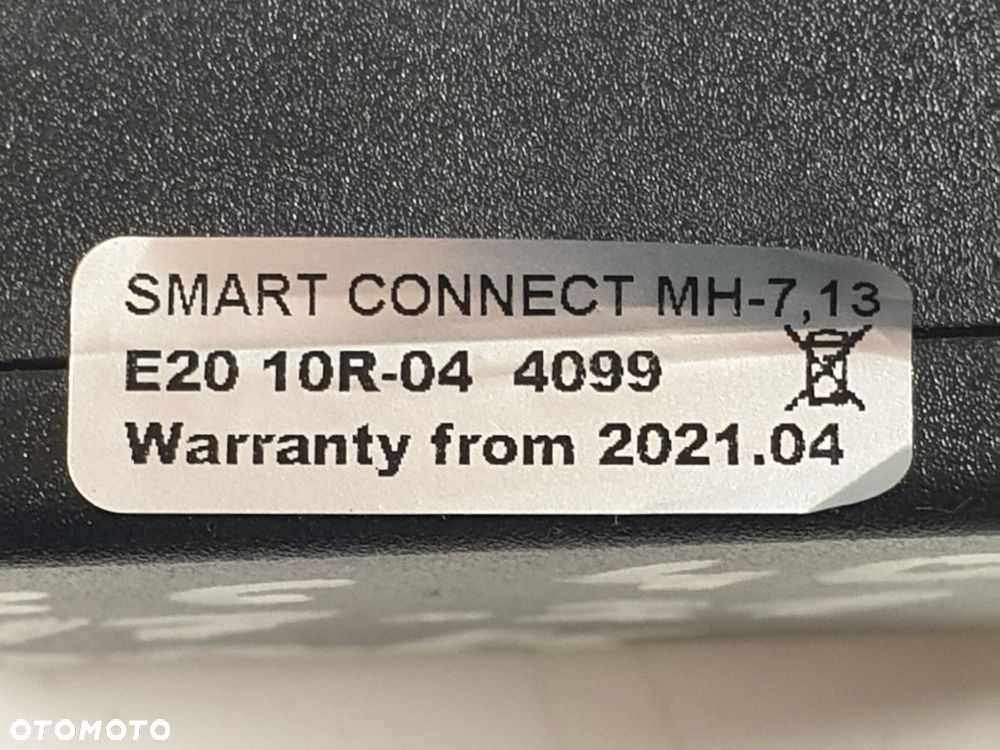 SMART CONNECT MH-7,13
E20 10R-04 4099
Warranty from 2021.04
OTOMOTO